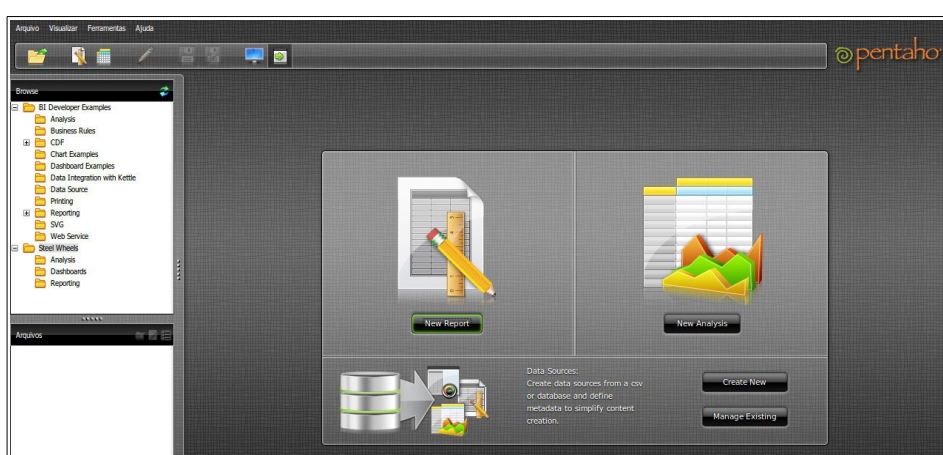 Arquivo Visualizar Ferramentas Ajuda
pentaho
Browse
BI Developer Examples
Analysis
Business Rules
CDF
Chart Examples
Dashboard Examples
Data Integration with Kettle
Data Source
Printing
Reporting
SVG
Web Service
Steel Wheels
Analysis
Dashboards
Reporting
Arquivos
New Report
New Analysis
Data Sources:
Create data sources from a csv
or database and define
metadata to simplify content
creation.
Create New
Manage Existing